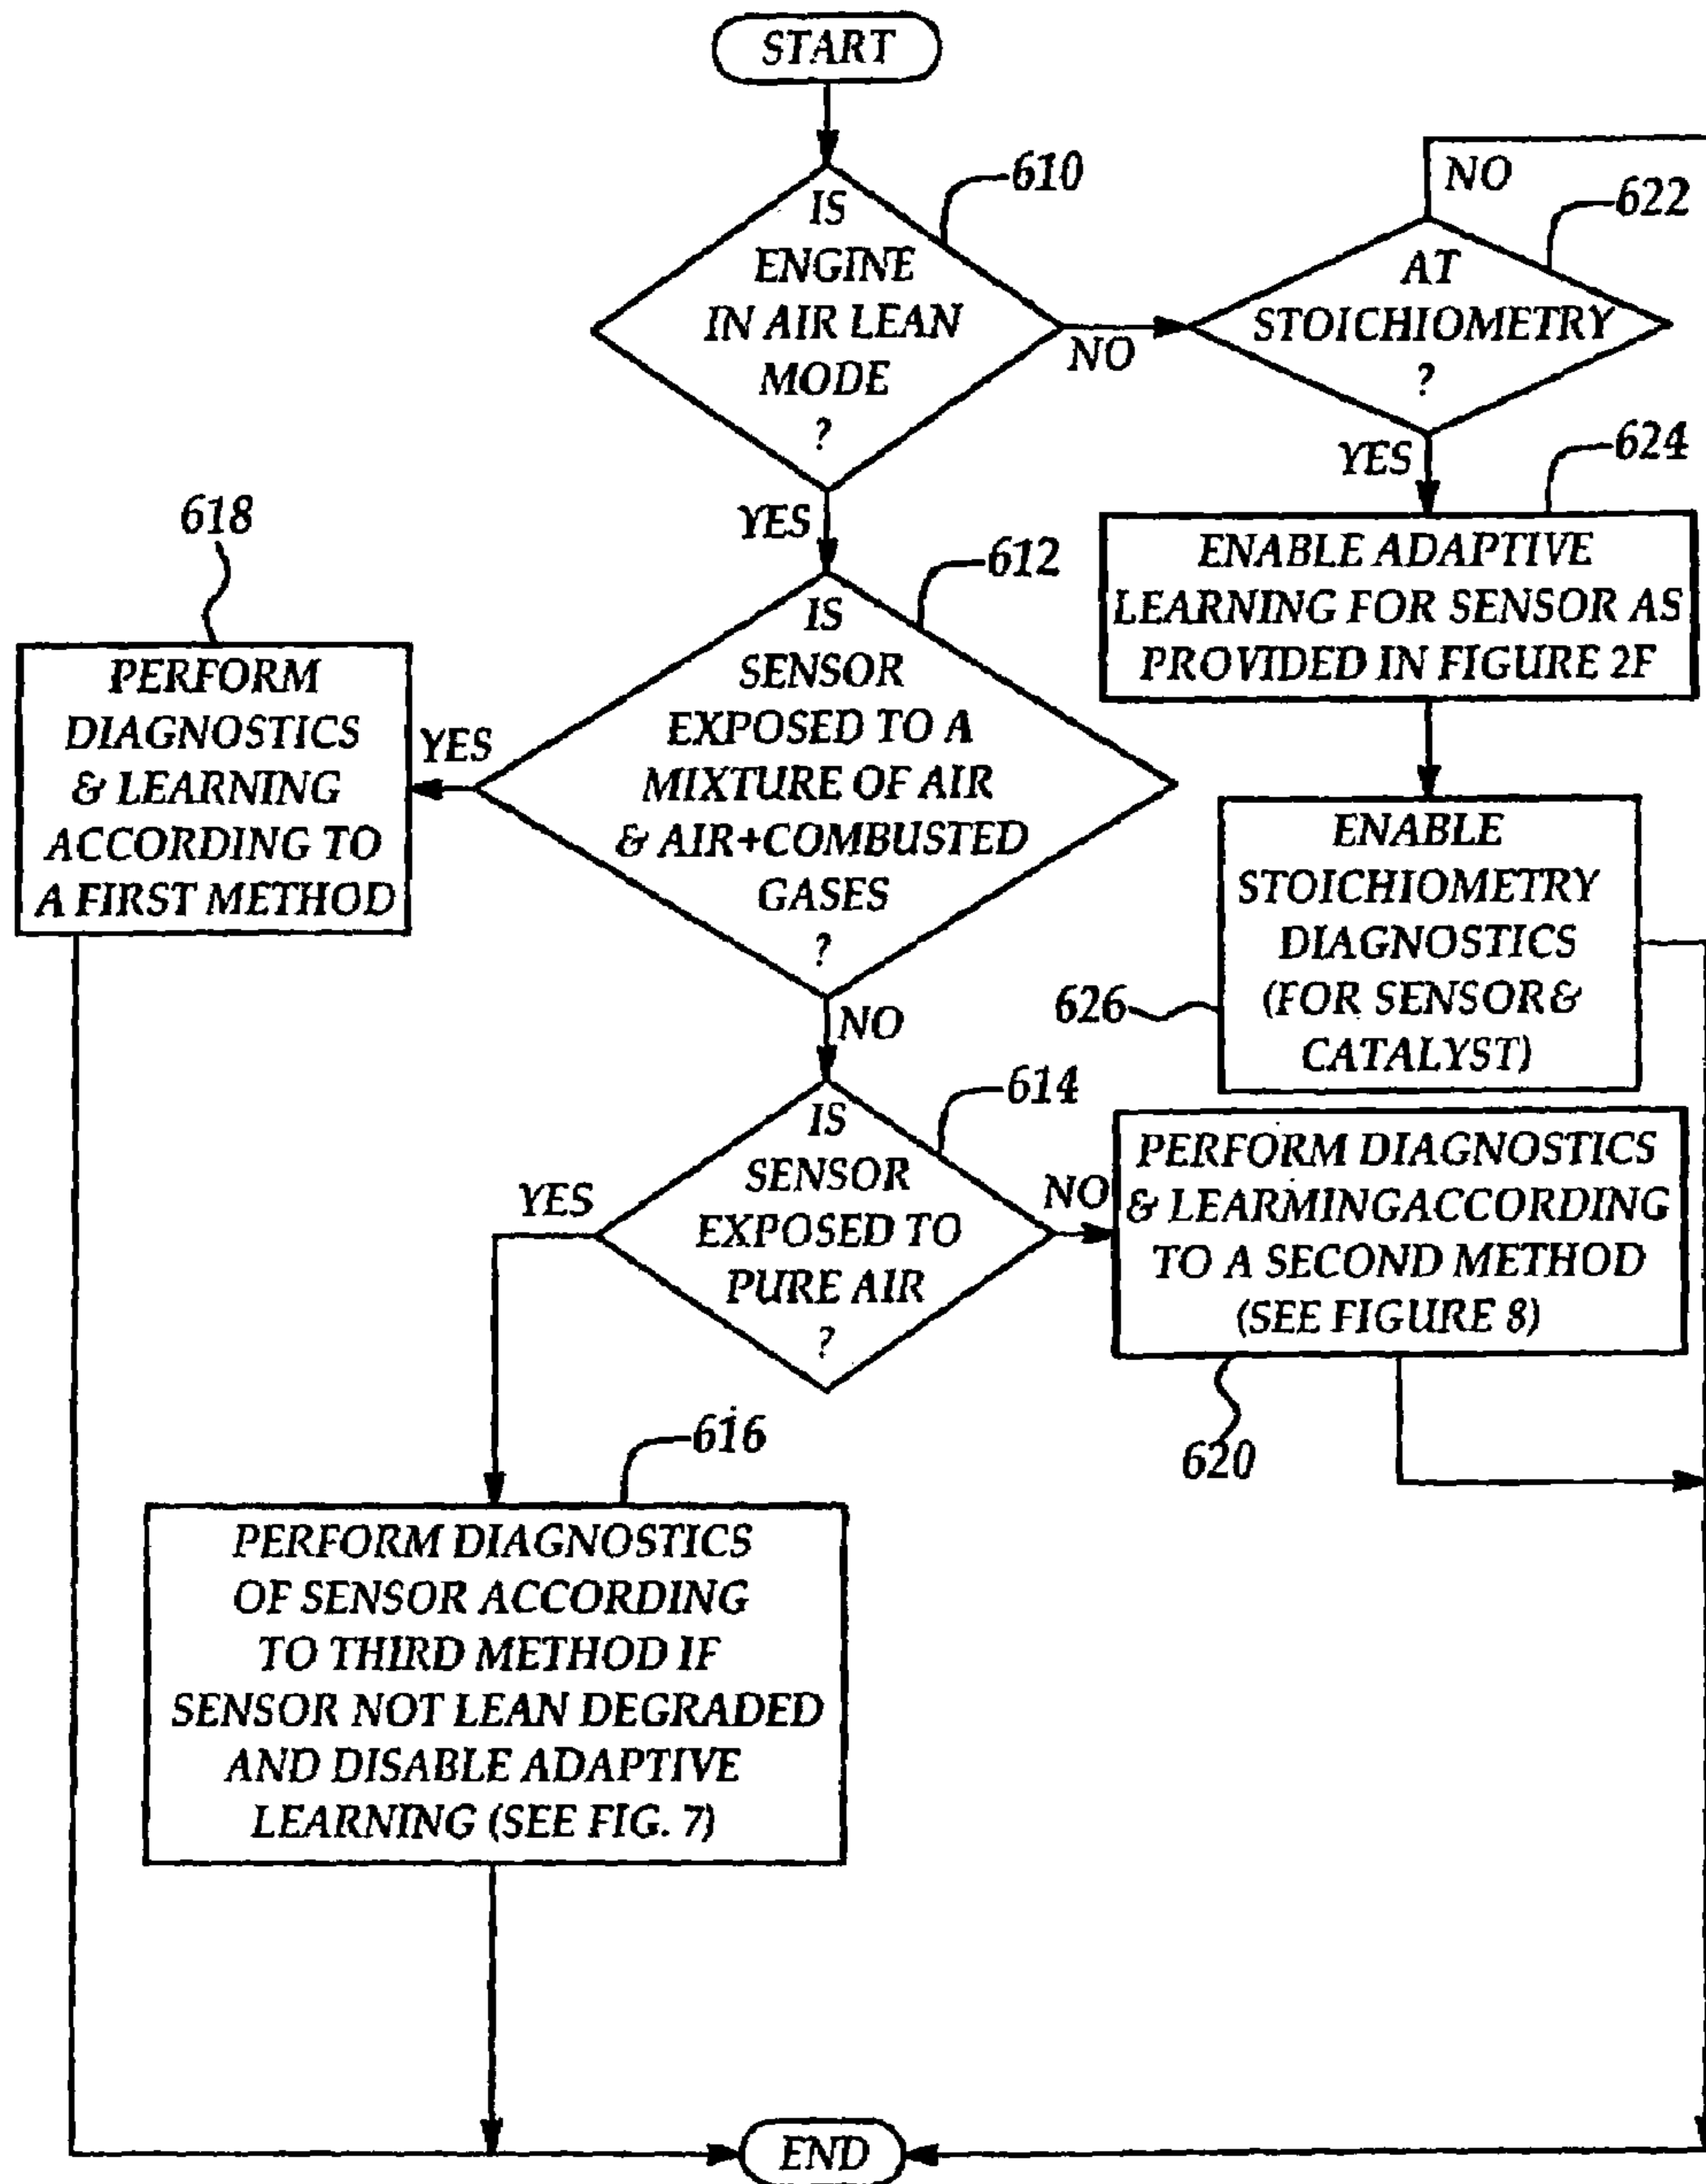 START
610
IS
ENGINE
IN AIR LEAN
MODE
?
NO
YES
NO
622
AT
STOICHIOMETRY
?
YES
624
ENABLE ADAPTIVE
LEARNING FOR SENSOR AS
PROVIDED IN FIGURE 2F
618
PERFORM
DIAGNOSTICS
& LEARNING
ACCORDING TO
A FIRST METHOD
YES
612
IS
SENSOR
EXPOSED TO A
MIXTURE OF AIR
& AIR+COMBUSTED
GASES
?
NO
626
ENABLE
STOICHIOMETRY
DIAGNOSTICS
(FOR SENSOR&
CATALYST)
614
IS
SENSOR
EXPOSED TO
PURE AIR
?
YES
NO
PERFORM DIAGNOSTICS
& LEARMINGACCORDING
TO A SECOND METHOD
(SEE FIGURE 8)
620
616
PERFORM DIAGNOSTICS
OF SENSOR ACCORDING
TO THIRD METHOD IF
SENSOR NOT LEAN DEGRADED
AND DISABLE ADAPTIVE
LEARNING (SEE FIG. 7)
END